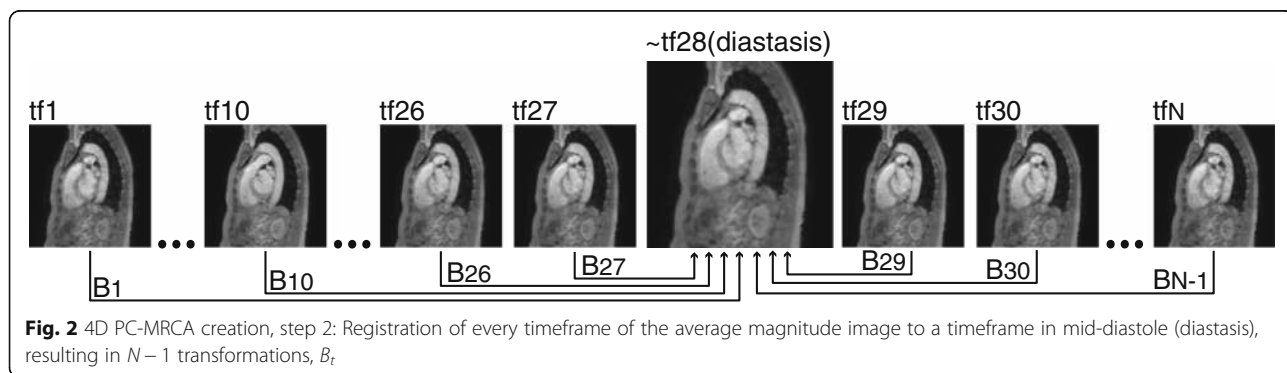 ~tf28(diastasis)
tf1 tf10 tf26 tf27 tf29 tf30 tfN
B1 B10 B26 B27 B29 B30 BN-1
Fig. 2 4D PC-MRCA creation, step 2: Registration of every timeframe of the average magnitude image to a timeframe in mid-diastole (diastasis),
resulting in N − 1 transformations, Bt